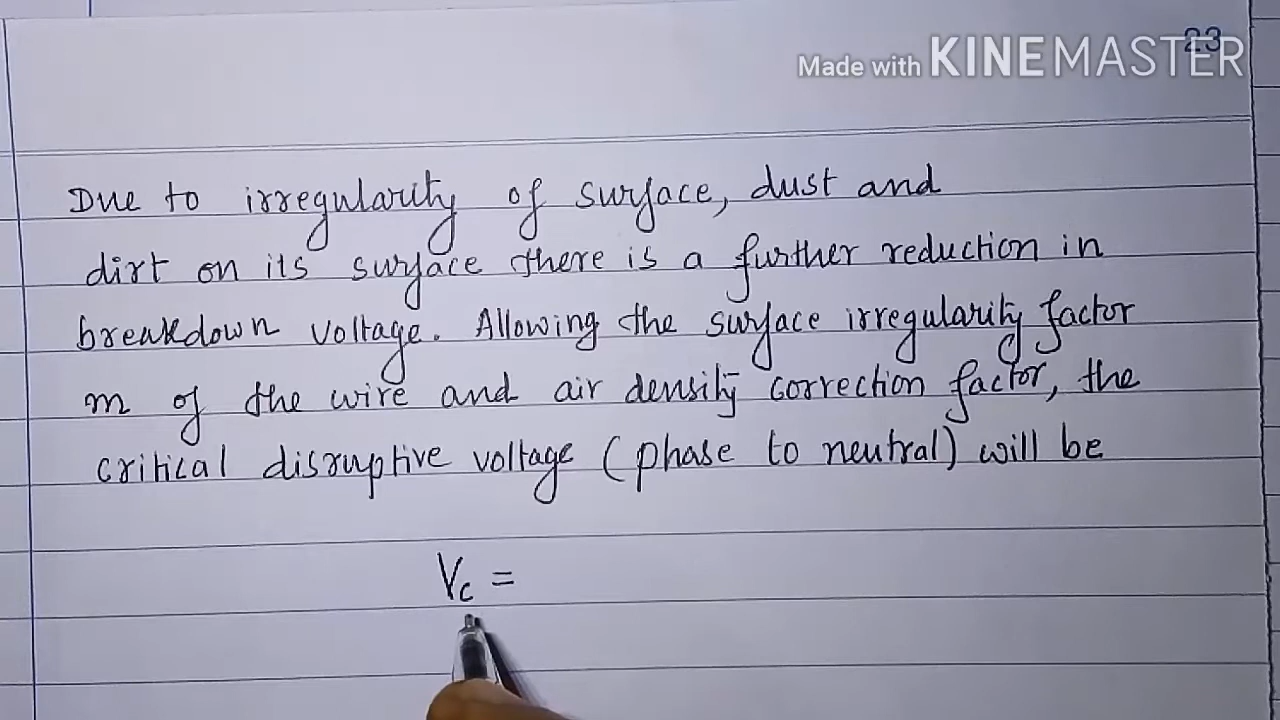 23
Made with KINEMASTER
Due to irregularity of surface, dust and
dirt on its surface there is a further reduction in
breakdown voltage. Allowing the surface irregularity factor
m of the wire and air density correction factor, the
critical disruptive voltage (phase to neutral) will be
Vc =